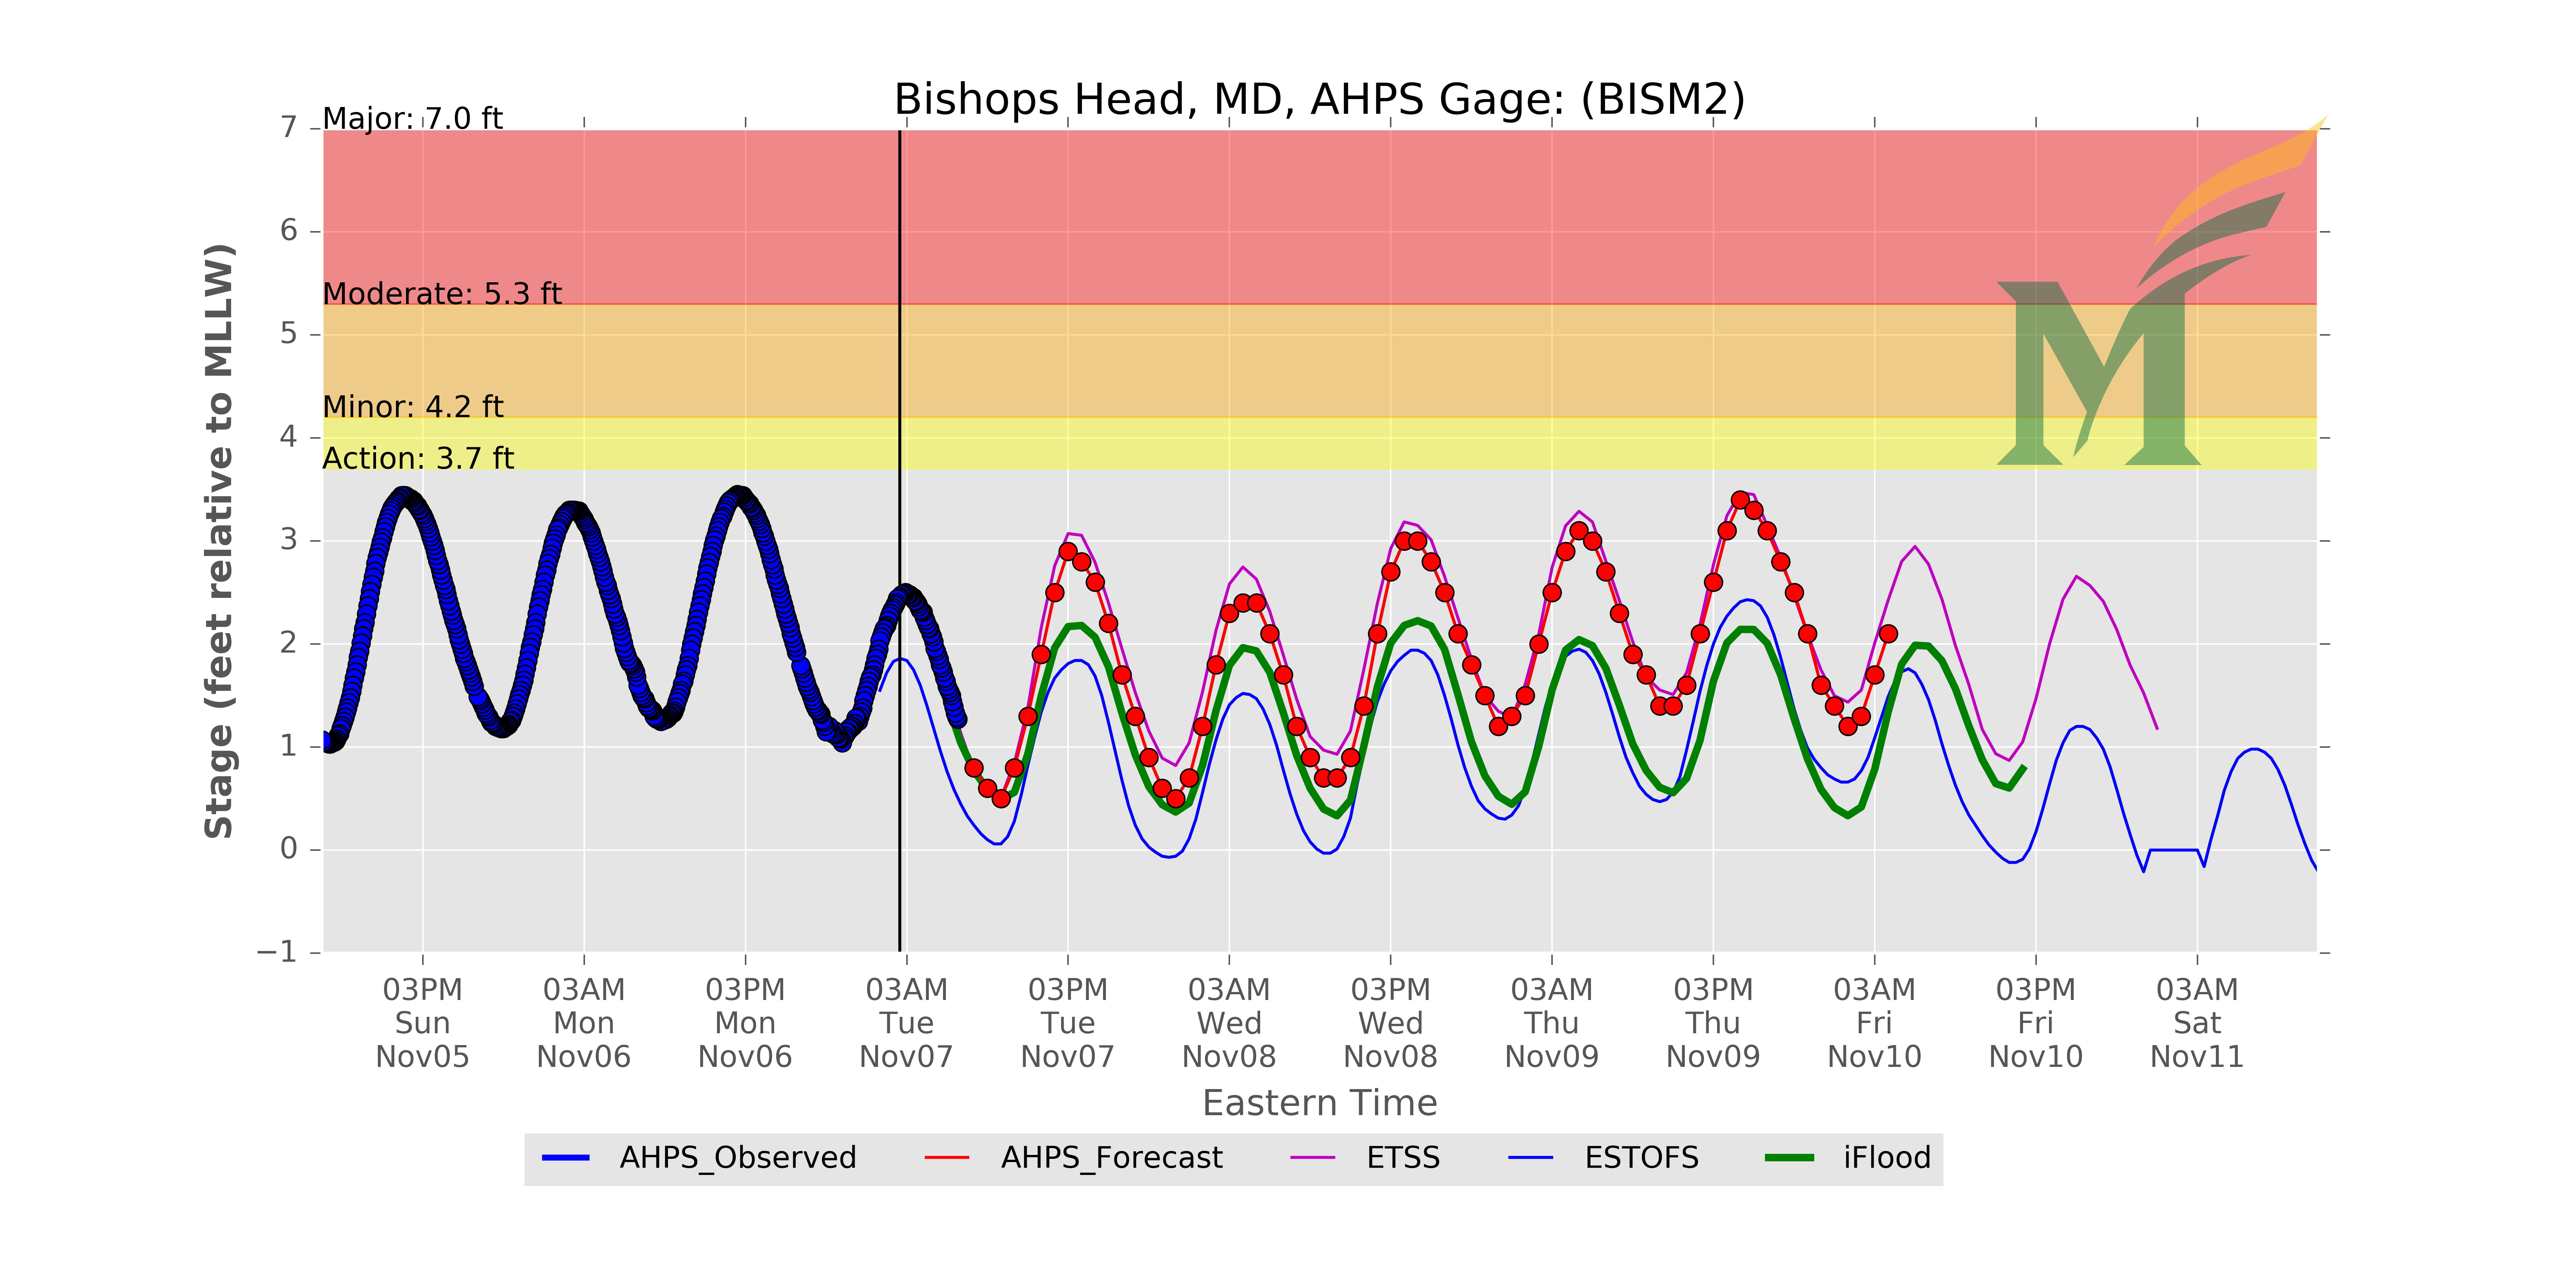 Bishops Head, MD, AHPS Gage: (BISM2)
Major: 7.0 ft
Moderate: 5.3 ft
Minor: 4.2 ft
Action: 3.7 ft
Stage (feet relative to MLLW)
7
6
5
4
3
2
1
0
−1
03PM
Sun
Nov05
03AM
Mon
Nov06
03PM
Mon
Nov06
03AM
Tue
Nov07
03PM
Tue
Nov07
03AM
Wed
Nov08
03PM
Wed
Nov08
03AM
Thu
Nov09
03PM
Thu
Nov09
03AM
Fri
Nov10
03PM
Fri
Nov10
03AM
Sat
Nov11
Eastern Time
AHPS_Observed
AHPS_Forecast
ETSS
ESTOFS
iFlood
M